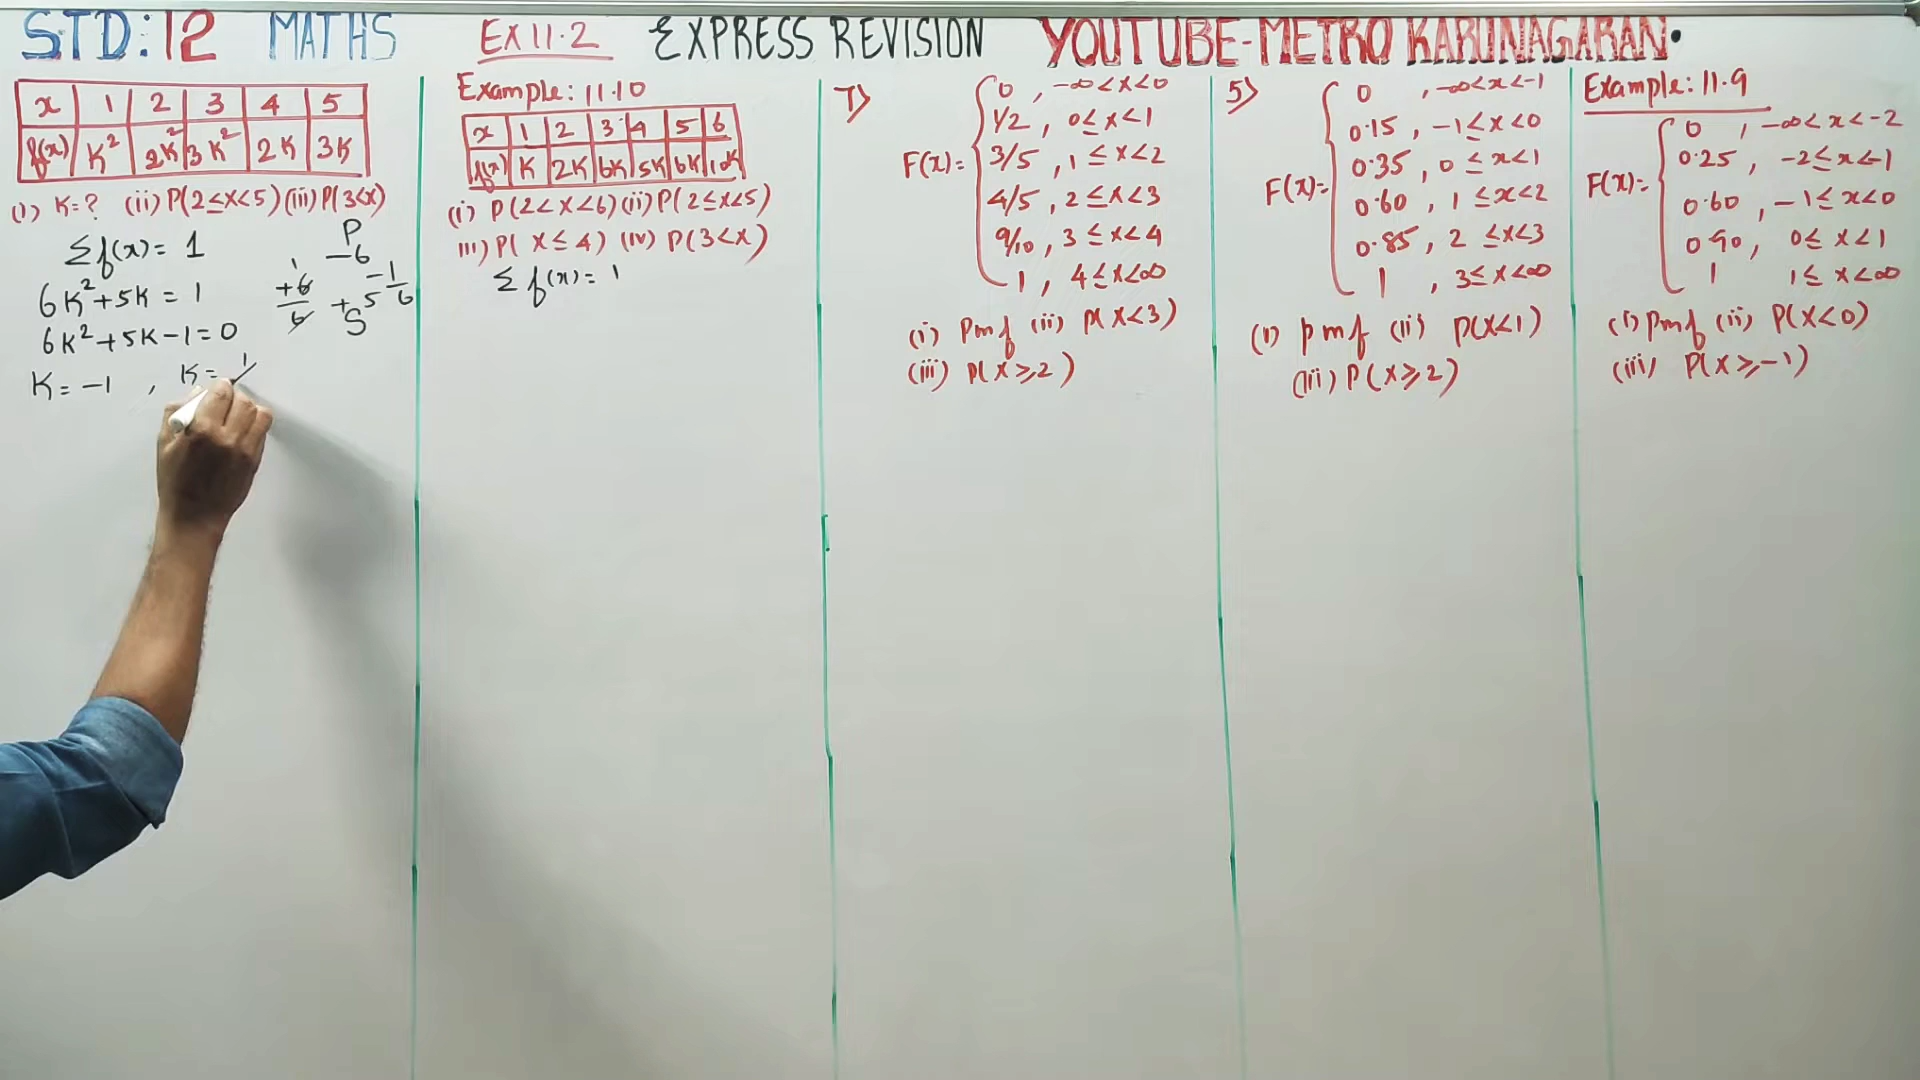 STD:12 MATHS EX 11.2 EXPRESS REVISION YOUTUBE-METRO KARUNAGARAN.
x 1 2 3 4 5
f(x) K² 2K² 3K² 2K 3K
(i) K=? (ii) P(2≤x<5) (iii) P(3<x)
Σf(x) = 1
6K²+5K = 1
6K²+5K-1=0
K=-1 , K= 1/
P
-6
1 -1
+6 6
6 +5
S
Example: 11.10
x 1 2 3 4 5 6
f(x) K 2K 6K 5K 6K 10K
(i) P(2<x<6) (ii) P(2≤x<5)
iii) P(X≤4) (iv) P(3<x)
Σf(x) = 1
7)
0 , -∞<x<0
1/2 , 0≤x<1
F(x)= 3/5 , 1≤x<2
4/5 , 2≤x<3
9/10 , 3≤x<4
1 , 4≤x<∞
(i) Pmf (ii) P(X<3)
(iii) P(X≥2)
5)
0 , -∞<x<-1
0.15 , -1≤x<0
0.35 , 0≤x<1
F(x)= 0.60 , 1≤x<2
0.85 , 2≤x<3
1 , 3≤x<∞
(i) Pmf (ii) P(X<1)
(iii) P(X≥2)
Example: 11.9
0 , -∞<x<-2
0.25 , -2≤x<-1
F(x)= 0.60 , -1≤x<0
0.90 , 0≤x<1
1 1≤x<∞
(i) Pmf (ii) P(X<0)
(iii) P(X≥-1)